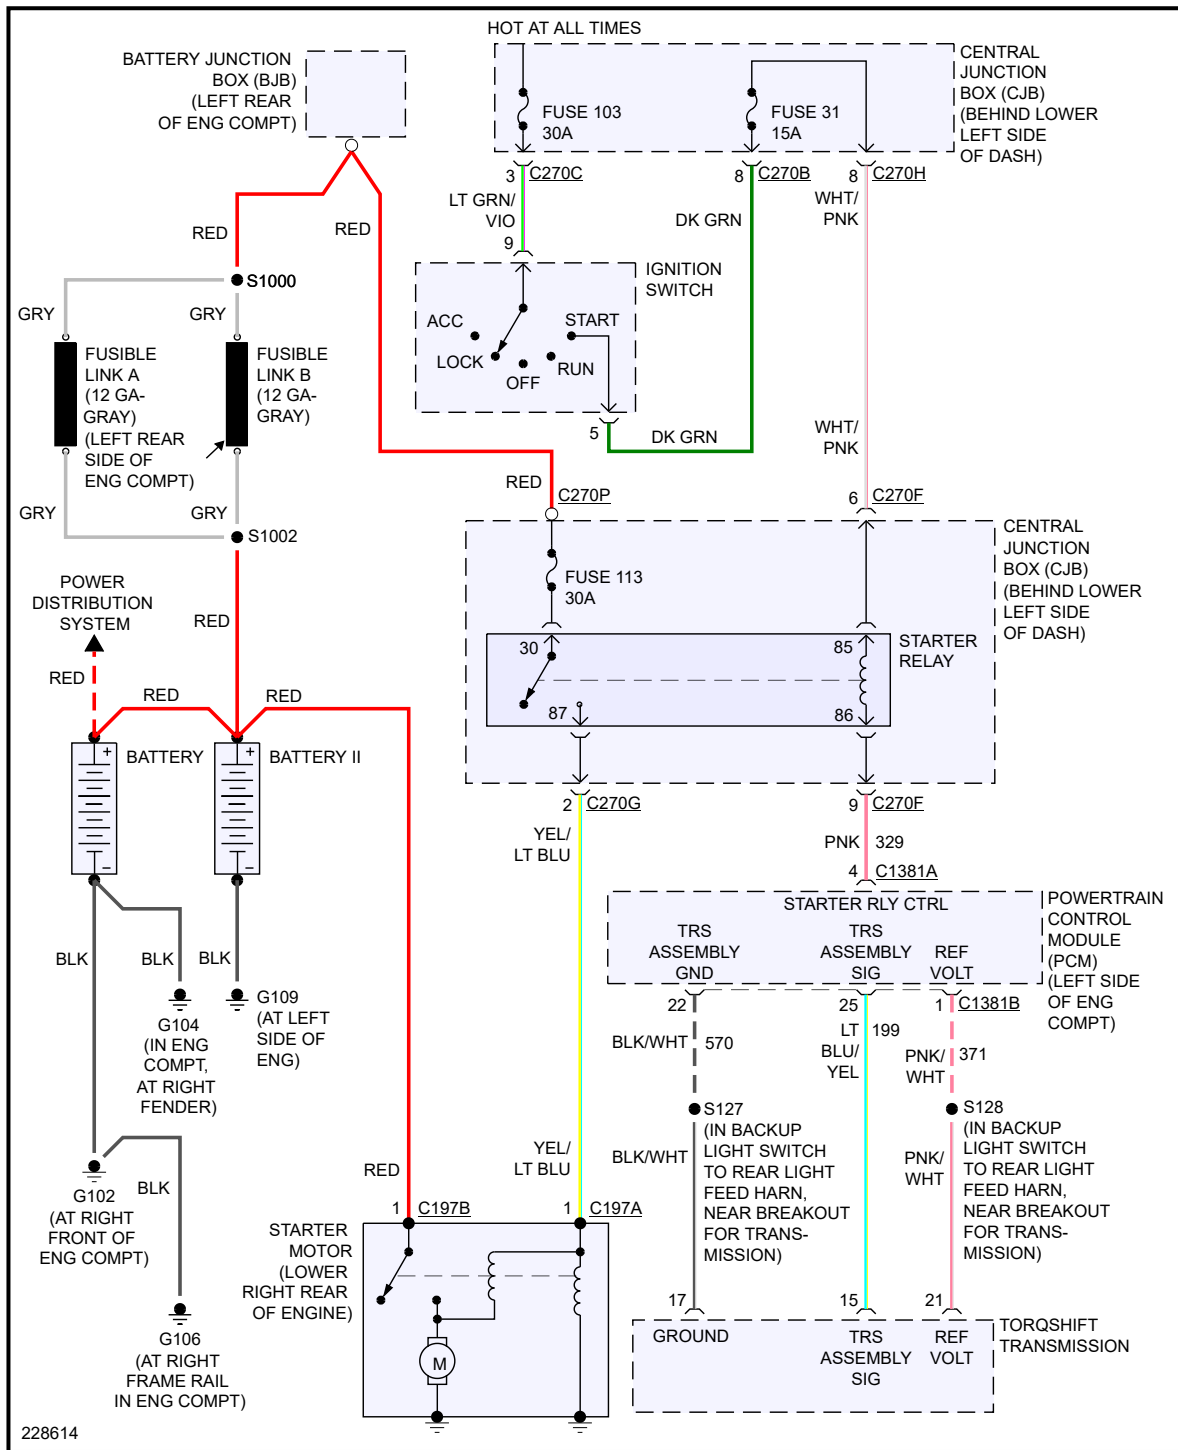 HOT AT ALL TIMES
BATTERY JUNCTION
BOX (BJB)
(LEFT REAR
OF ENG COMPT)
FUSE 103
30A
FUSE 31
15A
CENTRAL
JUNCTION
BOX (CJB)
(BEHIND LOWER
LEFT SIDE
OF DASH)
3 C270C
8 C270B
8 C270H
LT GRN/
VIO
9
DK GRN
WHT/
PNK
RED
RED
S1000
IGNITION
SWITCH
ACC
LOCK
OFF
RUN
START
5
DK GRN
WHT/
PNK
GRY
GRY
FUSIBLE
LINK A
(12 GA-
GRAY)
(LEFT REAR
SIDE OF
ENG COMPT)
FUSIBLE
LINK B
(12 GA-
GRAY)
GRY
GRY
S1002
RED
C270P
6 C270F
CENTRAL
JUNCTION
BOX (CJB)
(BEHIND LOWER
LEFT SIDE
OF DASH)
FUSE 113
30A
30
85
87
86
STARTER
RELAY
POWER
DISTRIBUTION
SYSTEM
RED
RED
RED
RED
BATTERY
+
–
BATTERY II
+
–
2 C270G
9 C270F
YEL/
LT BLU
PNK 329
4 C1381A
STARTER RLY CTRL
TRS
ASSEMBLY
GND
TRS
ASSEMBLY
SIG
REF
VOLT
POWERTRAIN
CONTROL
MODULE
(PCM)
(LEFT SIDE
OF ENG
COMPT)
BLK
BLK
BLK
G104
(IN ENG
COMPT,
AT RIGHT
FENDER)
G109
(AT LEFT
SIDE OF
ENG)
22
25
1 C1381B
BLK/WHT 570
LT
BLU/
YEL
199
PNK/
WHT
371
S127
(IN BACKUP
LIGHT SWITCH
TO REAR LIGHT
FEED HARN,
NEAR BREAKOUT
FOR TRANS-
MISSION)
S128
(IN BACKUP
LIGHT SWITCH
TO REAR LIGHT
FEED HARN,
NEAR BREAKOUT
FOR TRANS-
MISSION)
BLK/WHT
PNK/
WHT
G102
(AT RIGHT
FRONT OF
ENG COMPT)
BLK
RED
YEL/
LT BLU
1 C197B
1 C197A
STARTER
MOTOR
(LOWER
RIGHT REAR
OF ENGINE)
M
G106
(AT RIGHT
FRAME RAIL
IN ENG COMPT)
17
15
21
GROUND
TRS
ASSEMBLY
SIG
REF
VOLT
TORQSHIFT
TRANSMISSION
228614